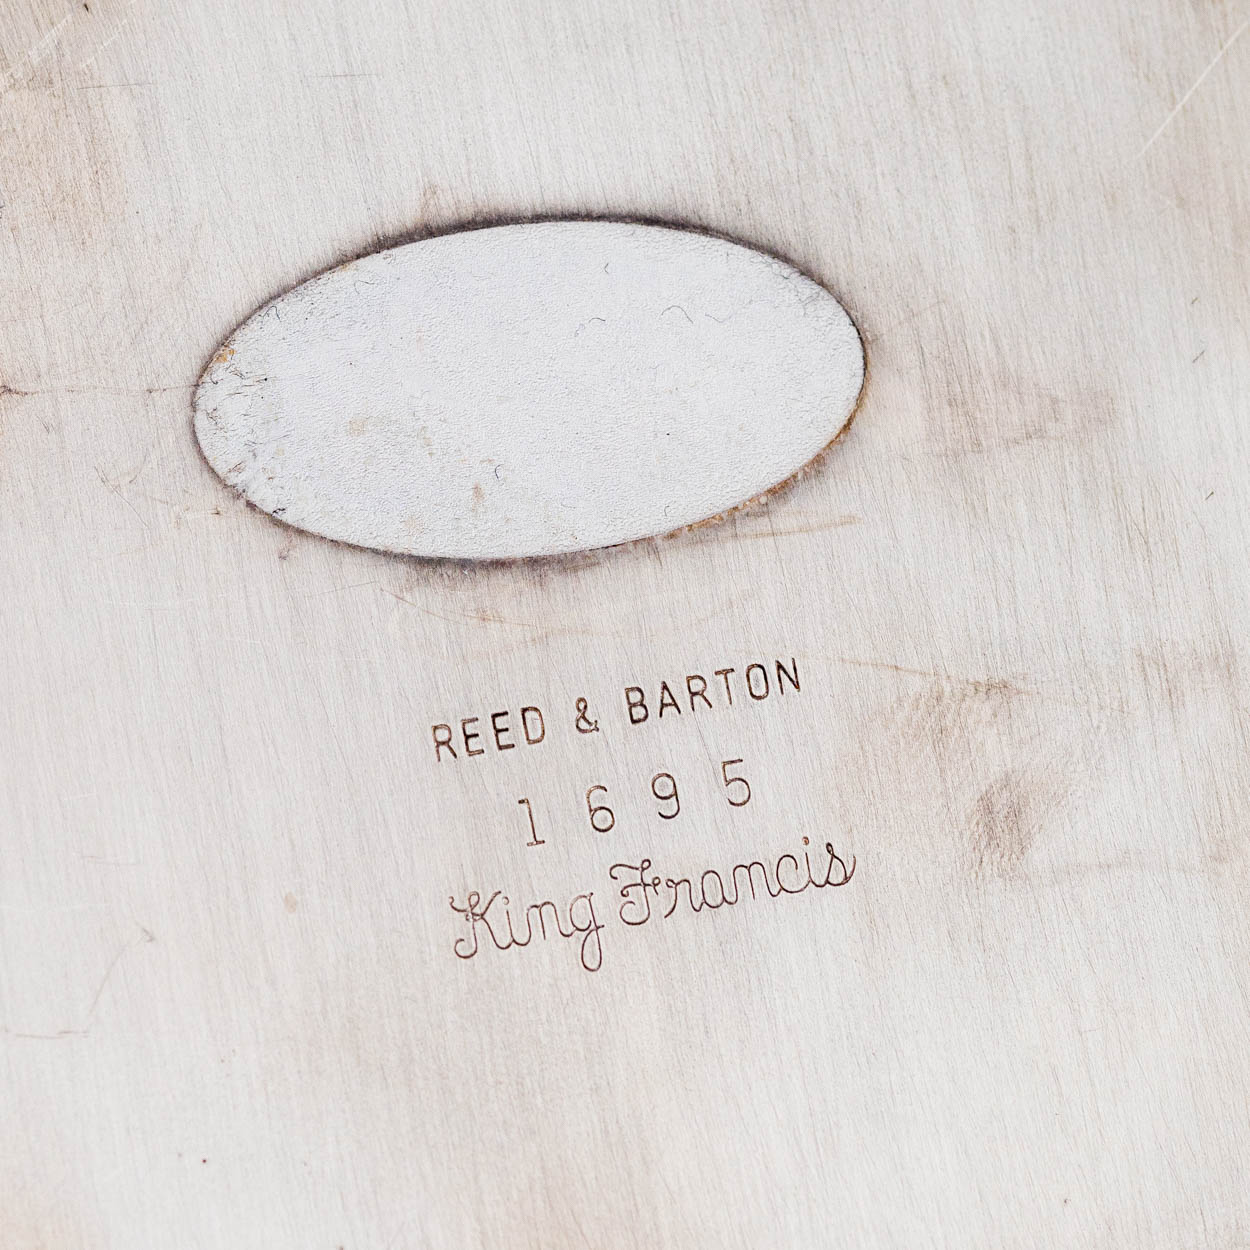 REED & BARTON
1695
King Francis